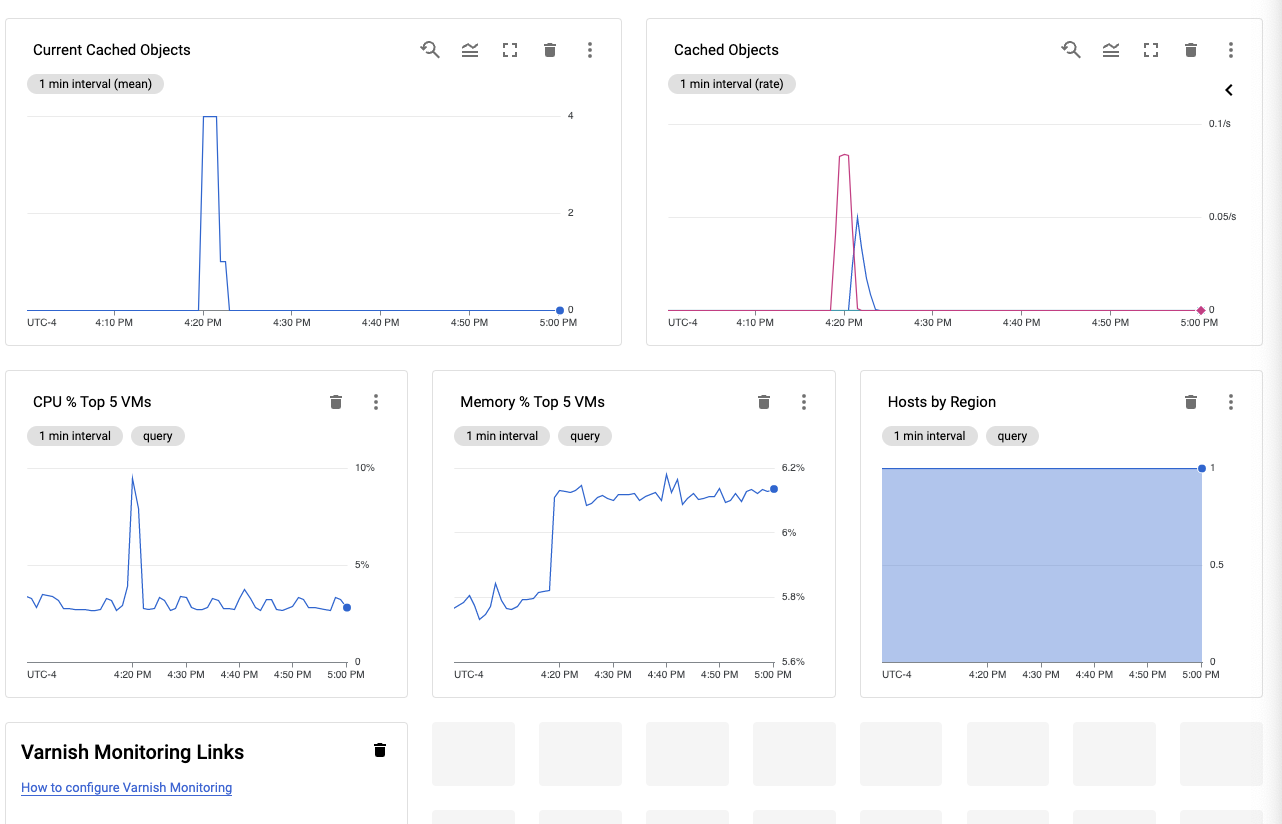 Current Cached Objects
1 min interval (mean)
4
2
0
UTC-4 4:10 PM 4:20 PM 4:30 PM 4:40 PM 4:50 PM 5:00 PM
Cached Objects
1 min interval (rate)
0.1/s
0.05/s
0
UTC-4 4:10 PM 4:20 PM 4:30 PM 4:40 PM 4:50 PM 5:00 PM
CPU % Top 5 VMs
1 min interval query
10%
5%
0
UTC-4 4:20 PM 4:30 PM 4:40 PM 4:50 PM 5:00 PM
Memory % Top 5 VMs
1 min interval query
6.2%
6%
5.8%
5.6%
UTC-4 4:20 PM 4:30 PM 4:40 PM 4:50 PM 5:00 PM
Hosts by Region
1 min interval query
1
0.5
0
UTC-4 4:20 PM 4:30 PM 4:40 PM 4:50 PM 5:00 PM
Varnish Monitoring Links
How to configure Varnish Monitoring